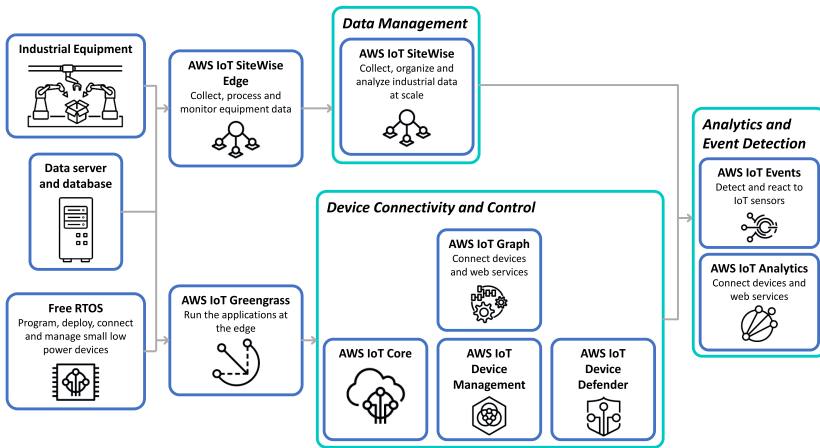 Industrial Equipment
Data server
and database
Free RTOS
Program, deploy, connect
and manage small low
power devices
AWS IoT SiteWise
Edge
Collect, process and
monitor equipment data
AWS IoT Greengrass
Run the applications at
the edge
Data Management
AWS IoT SiteWise
Collect, organize and
analyze industrial data
at scale
Device Connectivity and Control
AWS IoT Graph
Connect devices
and web services
AWS IoT Core
AWS IoT
Device
Management
AWS IoT
Device
Defender
Analytics and
Event Detection
AWS IoT Events
Detect and react to
IoT sensors
AWS IoT Analytics
Connect devices and
web services